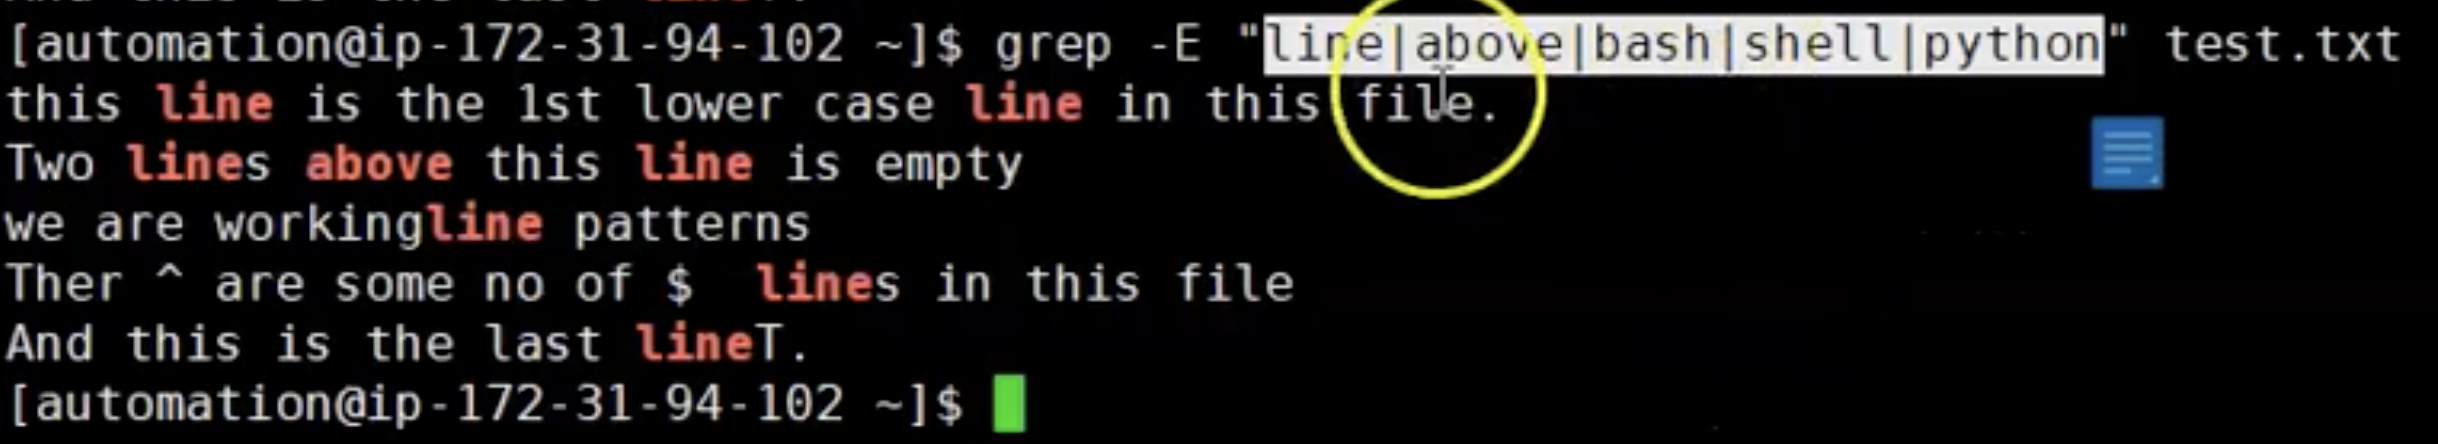 [automation@ip-172-31-94-102 ~]$ grep -E "line|above|bash|shell|python" test.txt
this line is the 1st lower case line in this file.
Two lines above this line is empty
we are workingline patterns
Ther ^ are some no of $  lines in this file
And this is the last lineT.
[automation@ip-172-31-94-102 ~]$